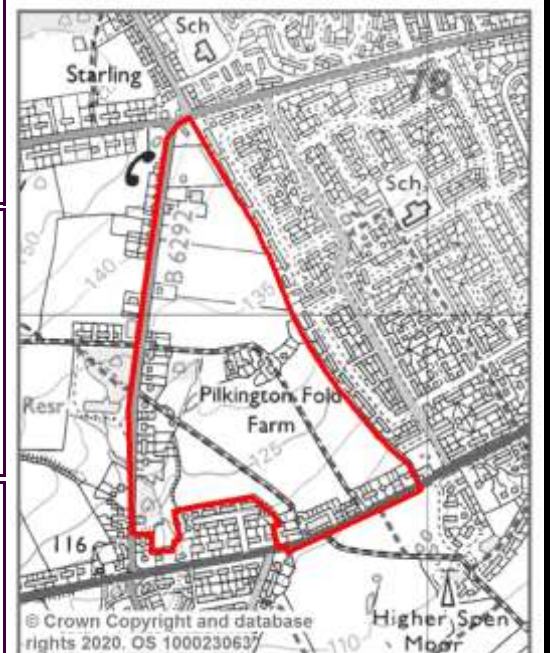 Sch
Starling
78
Sch
B 6292
150
140
135
Pilkington Fold
Farm
Resr
125
116
Higher Spen
Moor
110
© Crown Copyright and database
rights 2020. OS 100023063